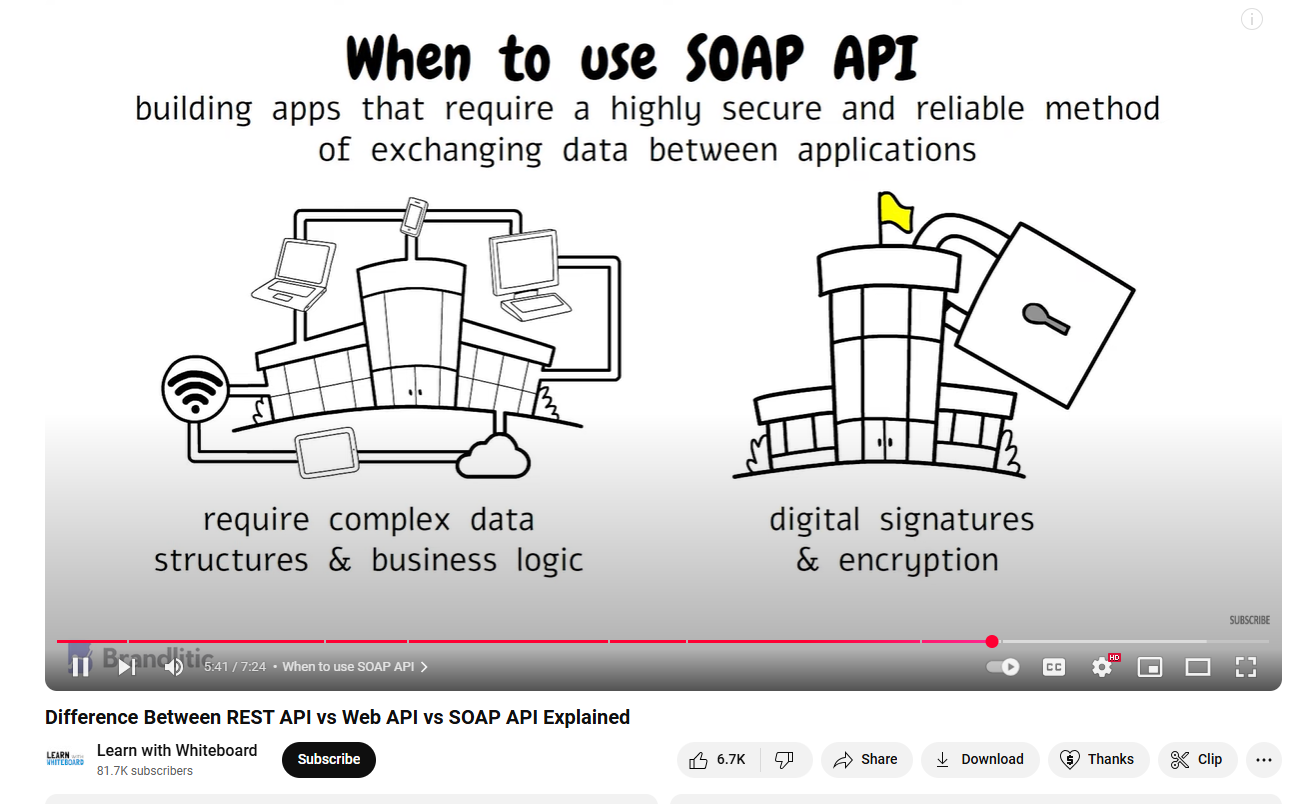 When to use SOAP API
building apps that require a highly secure and reliable method
of exchanging data between applications
require complex data
structures & business logic
digital signatures
& encryption
SUBSCRIBE
Brandlitic
5:41 / 7:24 • When to use SOAP API
CC
HD
Difference Between REST API vs Web API vs SOAP API Explained
LEARN with
WHITEBOARD
Learn with Whiteboard
81.7K subscribers
Subscribe
6.7K
Share
Download
Thanks
Clip